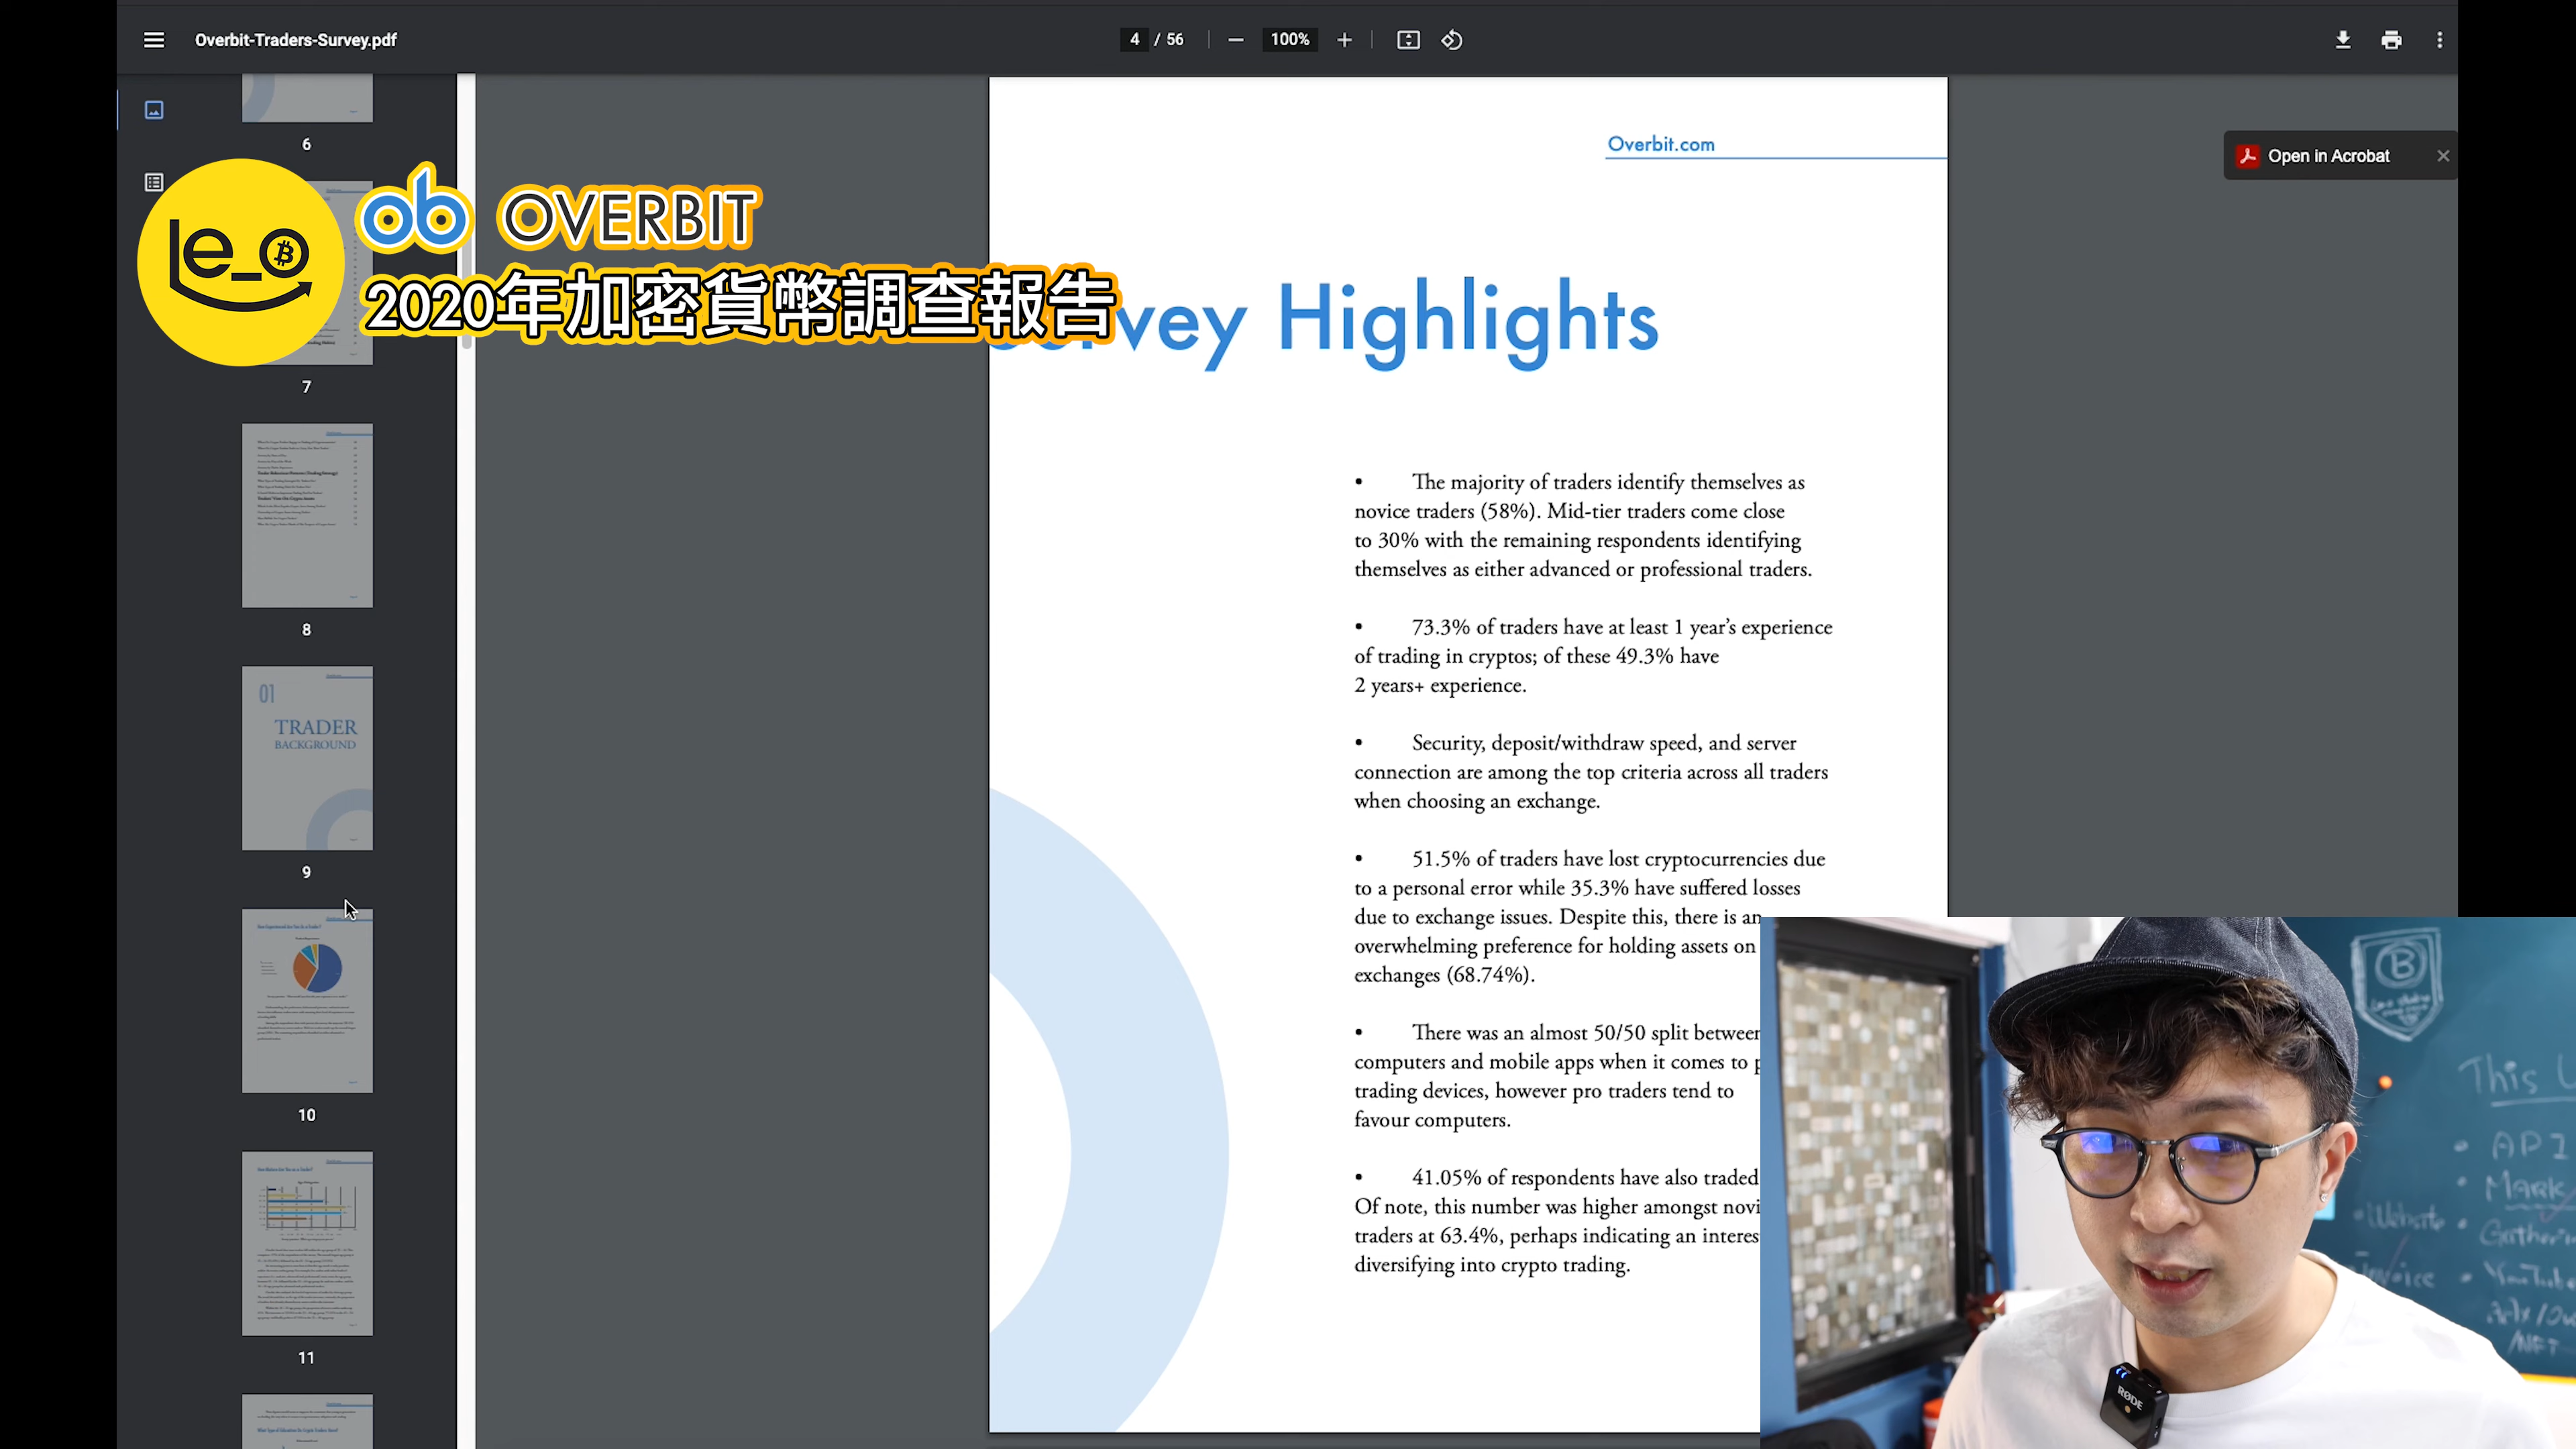 Overbit-Traders-Survey.pdf
4 / 56
100%
Open in Acrobat
6
7
8
01
TRADER
BACKGROUND
9
10
11
Le_o
ob OVERBIT
2020年加密貨幣調查報告
Overbit.com
Highlights
• The majority of traders identify themselves as
novice traders (58%). Mid-tier traders come close
to 30% with the remaining respondents identifying
themselves as either advanced or professional traders.
• 73.3% of traders have at least 1 year’s experience
of trading in cryptos; of these 49.3% have
2 years+ experience.
• Security, deposit/withdraw speed, and server
connection are among the top criteria across all traders
when choosing an exchange.
• 51.5% of traders have lost cryptocurrencies due
to a personal error while 35.3% have suffered losses
due to exchange issues. Despite this, there is an
overwhelming preference for holding assets on
exchanges (68.74%).
• There was an almost 50/50 split between
computers and mobile apps when it comes to p
trading devices, however pro traders tend to
favour computers.
• 41.05% of respondents have also traded
Of note, this number was higher amongst novi
traders at 63.4%, perhaps indicating an interes
diversifying into crypto trading.
B
This
• API
• Mark
• Website
• Gatherin
• YouTube
NFT
RØDE